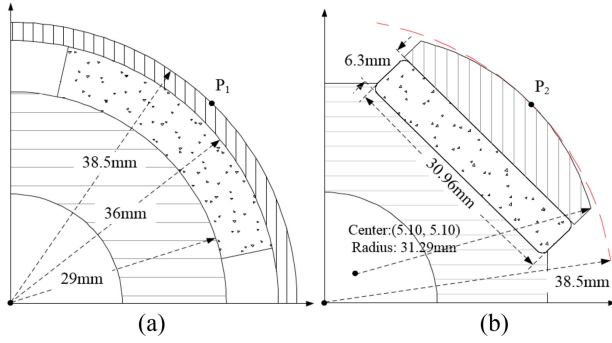 P1
38.5mm
36mm
29mm
(a)
6.3mm
P2
30.96mm
Center:(5.10, 5.10)
Radius: 31.29mm
38.5mm
(b)